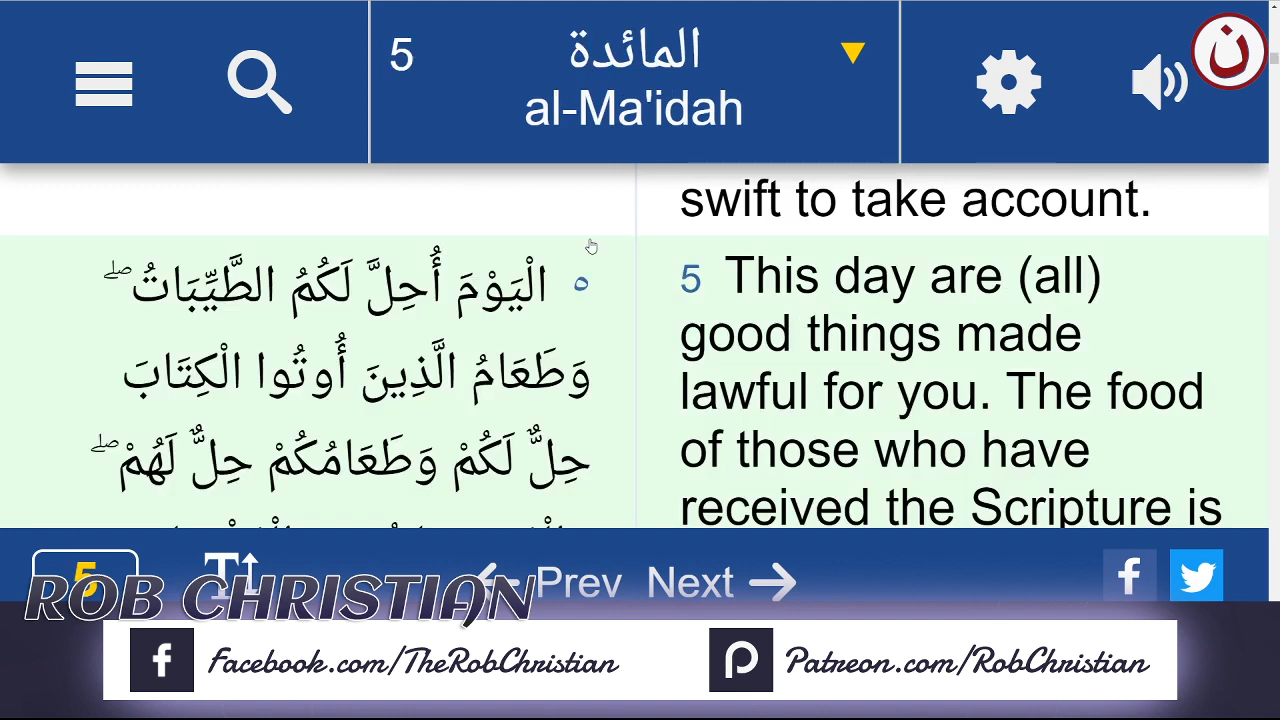 5
المائدة
al-Ma'idah
ن
swift to take account.
٥ الْيَوْمَ أُحِلَّ لَكُمُ الطَّيِّبَاتُ ۖ
وَطَعَامُ الَّذِينَ أُوتُوا الْكِتَابَ
حِلٌّ لَكُمْ وَطَعَامُكُمْ حِلٌّ لَهُمْ ۖ
5 This day are (all)
good things made
lawful for you. The food
of those who have
received the Scripture is
5
T
Prev Next
ROB CHRISTIAN
Facebook.com/TheRobChristian
Patreon.com/RobChristian